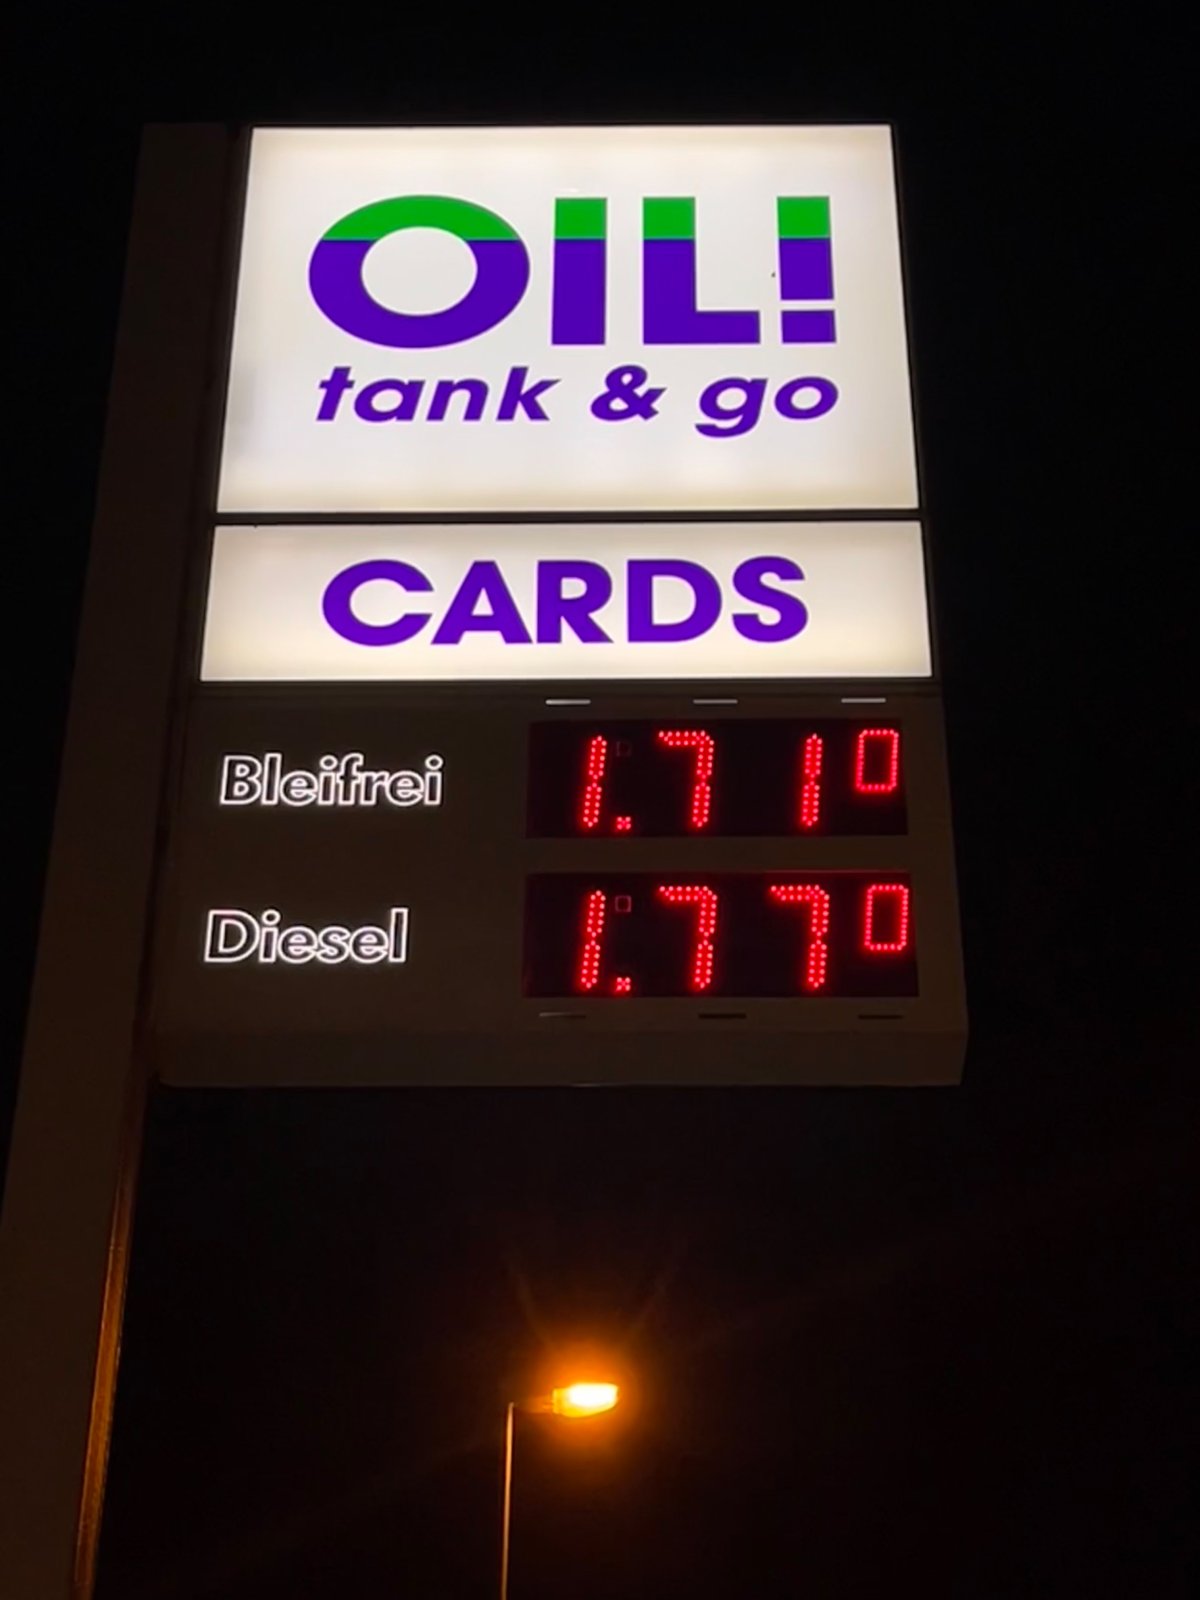 OIL!
tank & go
CARDS
Bleifrei 1.71⁰
Diesel 1.77⁰